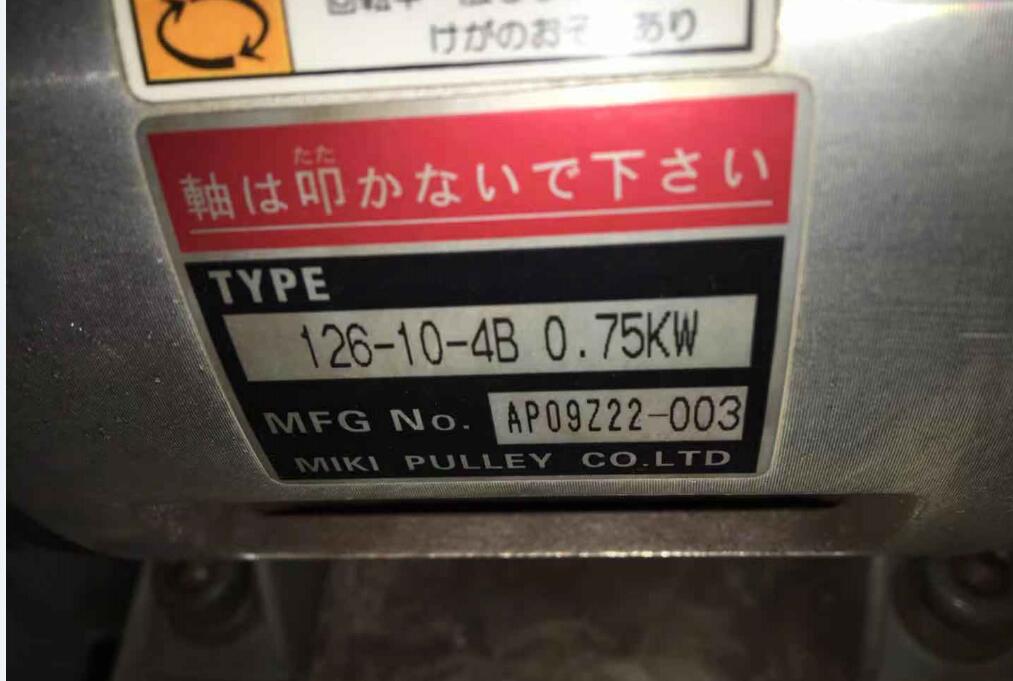 けがのおそ あり
たた
軸は叩かないで下さい
TYPE
126-10-4B 0.75KW
MFG No. AP09Z22-003
MIKI PULLEY CO.LTD